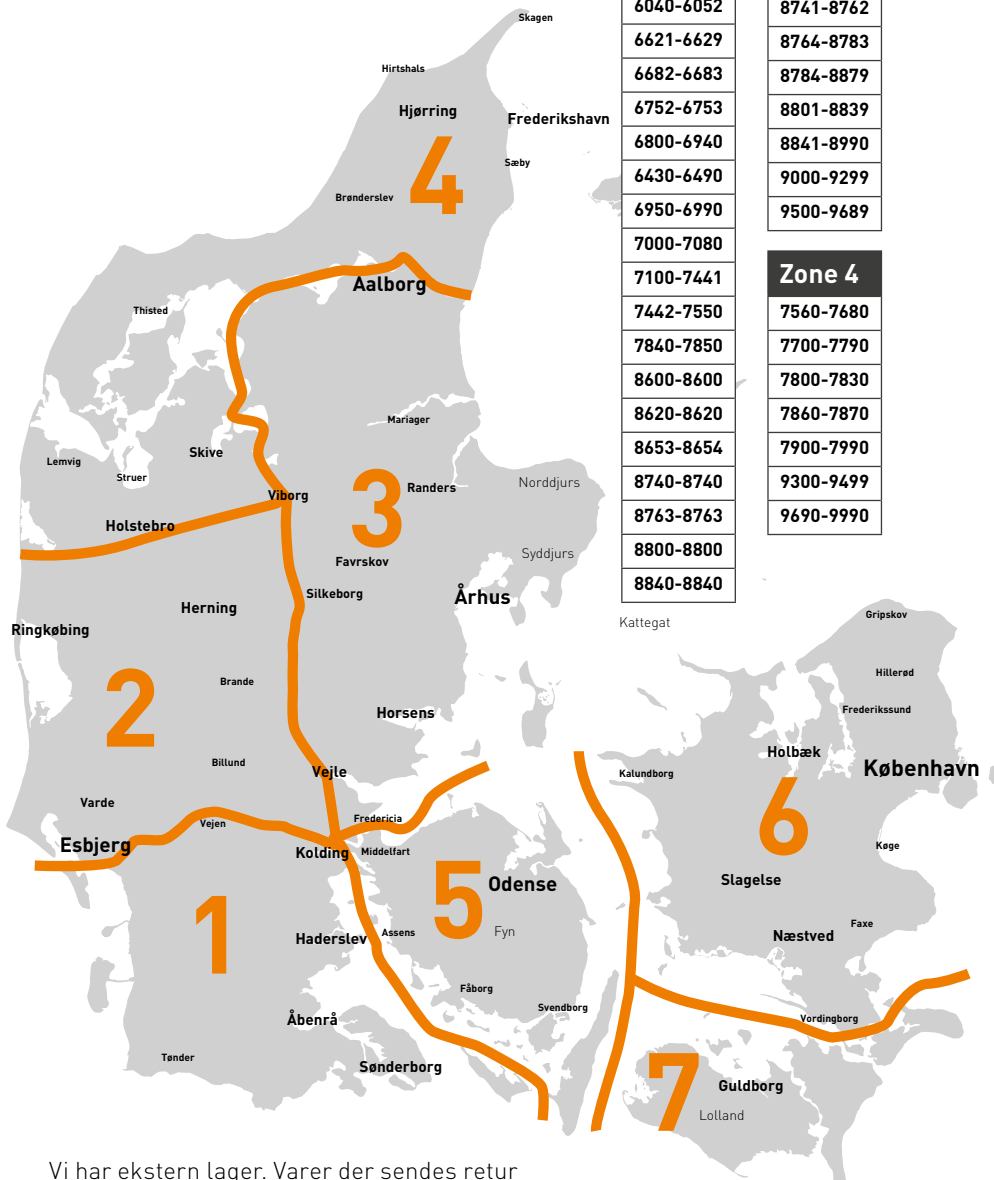 6040-6052
6621-6629
6682-6683
6752-6753
6800-6940
6430-6490
6950-6990
7000-7080
7100-7441
7442-7550
7840-7850
8600-8600
8620-8620
8653-8654
8740-8740
8763-8763
8800-8800
8840-8840
8741-8762
8764-8783
8784-8879
8801-8839
8841-8990
9000-9299
9500-9689
Zone 4
7560-7680
7700-7790
7800-7830
7860-7870
7900-7990
9300-9499
9690-9990
Skagen
Hirtshals
Hjørring
Frederikshavn
4
Sæby
Brønderslev
Aalborg
Thisted
Mariager
Skive
Lemvig
Struer
Randers
Norddjurs
Viborg
3
Holstebro
Syddjurs
Favrskov
Silkeborg
Århus
Herning
Ringkøbing
Kattegat
Gripskov
Hillerød
2
Brande
Frederikssund
Horsens
Holbæk
København
Billund
Vejle
Kalundborg
Varde
6
Vejen
Fredericia
Esbjerg
Kolding
Middelfart
Køge
5
Odense
Slagelse
1
Haderslev
Assens
Fyn
Faxe
Næstved
Fåborg
Svendborg
Åbenrå
Vordingborg
Tønder
Sønderborg
7
Guldborg
Lolland
Vi har ekstern lager. Varer der sendes retur